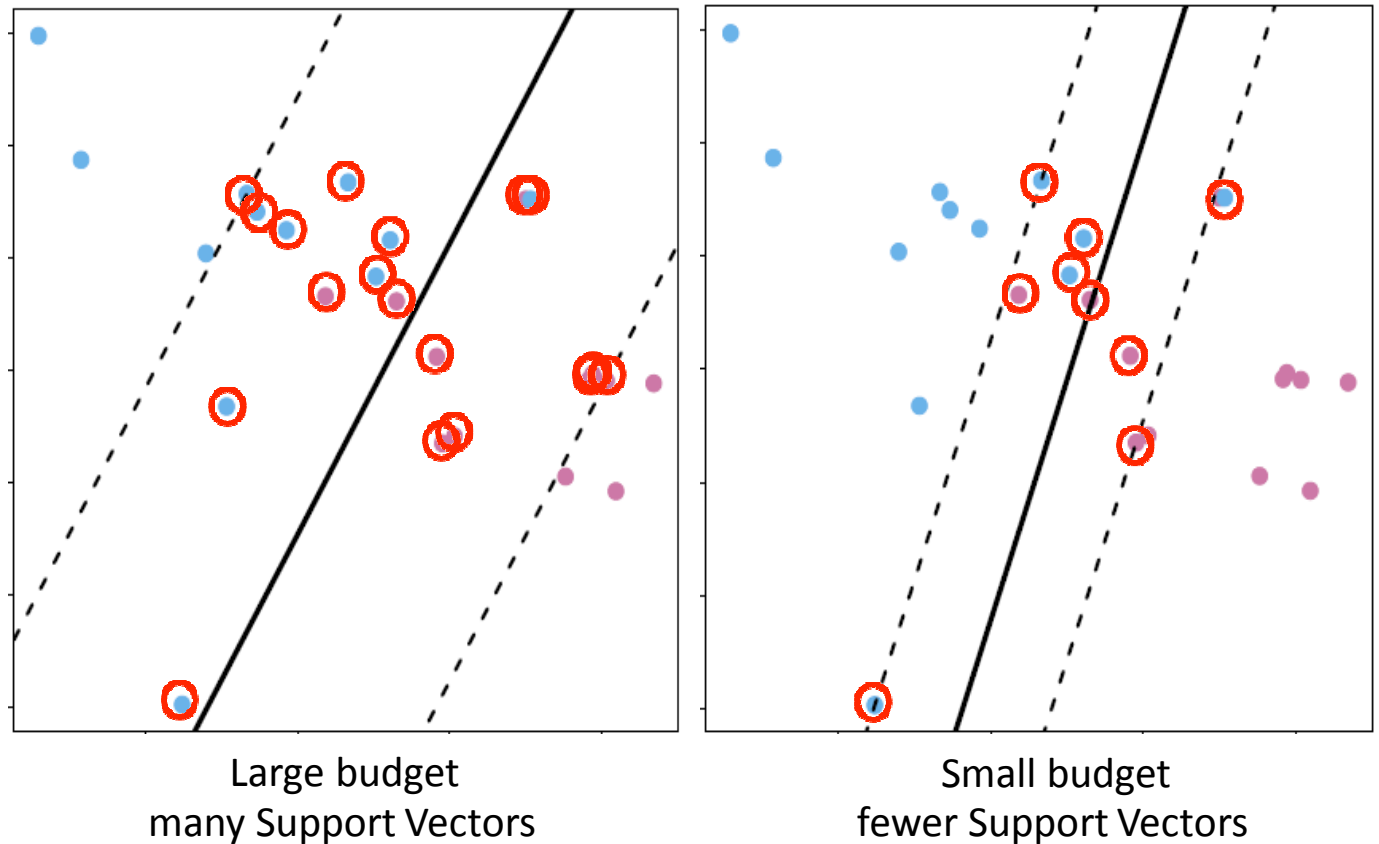 Large budget
many Support Vectors
Small budget
fewer Support Vectors